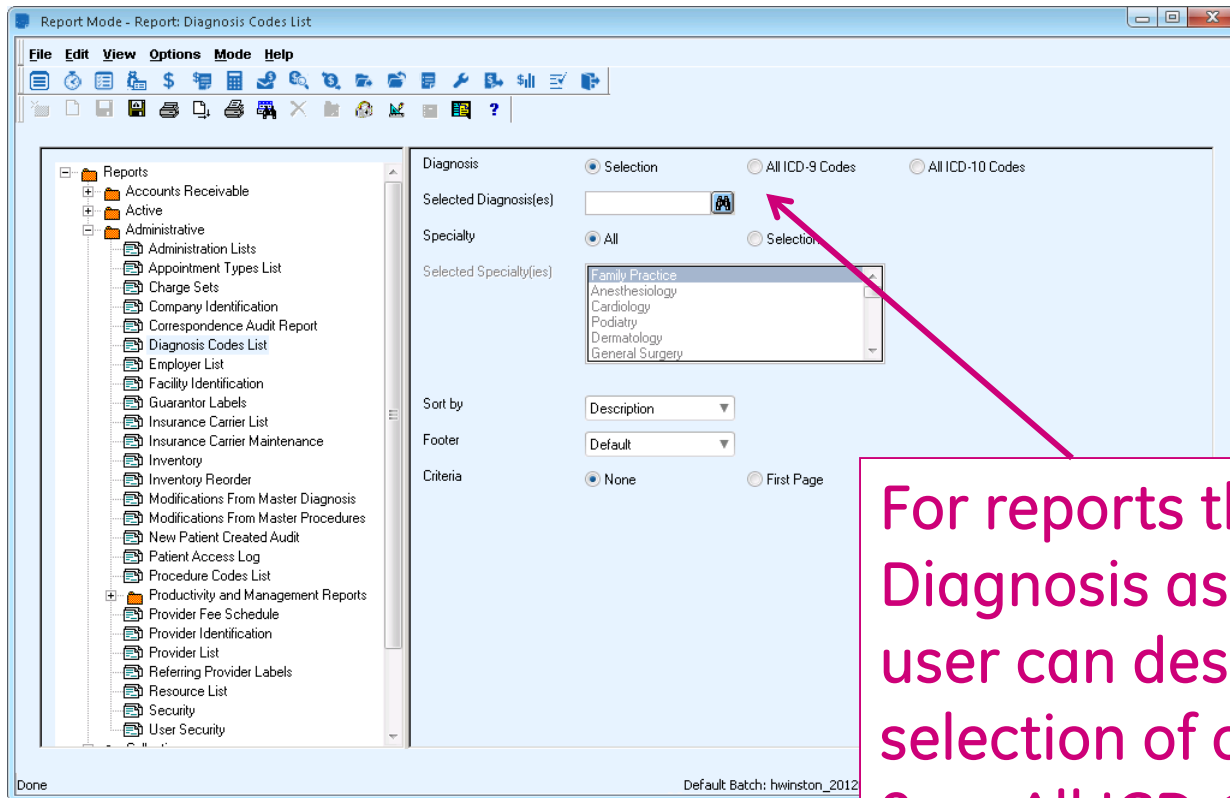 Report Mode - Report: Diagnosis Codes List
File Edit View Options Mode Help
Reports
Accounts Receivable
Active
Administrative
Administration Lists
Appointment Types List
Charge Sets
Company Identification
Correspondence Audit Report
Diagnosis Codes List
Employer List
Facility Identification
Guarantor Labels
Insurance Carrier List
Insurance Carrier Maintenance
Inventory
Inventory Reorder
Modifications From Master Diagnosis
Modifications From Master Procedures
New Patient Created Audit
Patient Access Log
Procedure Codes List
Productivity and Management Reports
Provider Fee Schedule
Provider Identification
Provider List
Referring Provider Labels
Resource List
Security
User Security
Diagnosis Selection All ICD-9 Codes All ICD-10 Codes
Selected Diagnosis(es)
Specialty All Selection
Selected Specialty(ies)
Family Practice
Anesthesiology
Cardiology
Podiatry
Dermatology
General Surgery
Sort by Description
Footer Default
Criteria None First Page
For reports
Diagnosis as
user can
selection of
Done Default Batch: hwinston_2012